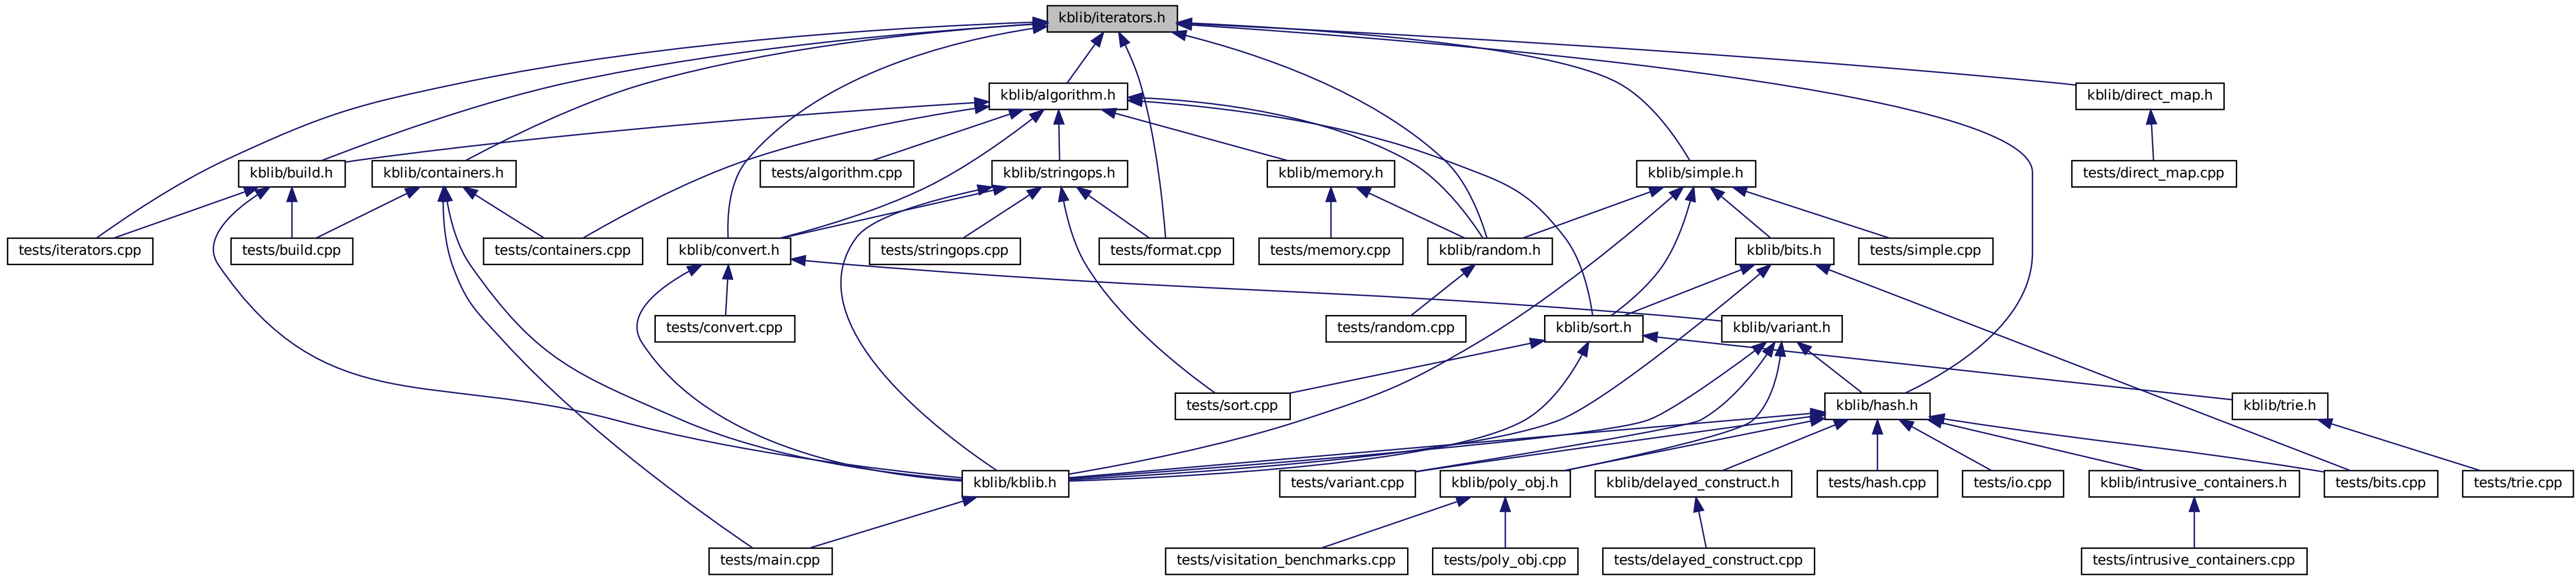 kblib/iterators.h
kblib/algorithm.h
kblib/direct_map.h
kblib/build.h
kblib/containers.h
tests/algorithm.cpp
kblib/stringops.h
kblib/memory.h
kblib/simple.h
tests/direct_map.cpp
tests/iterators.cpp
tests/build.cpp
tests/containers.cpp
kblib/convert.h
tests/stringops.cpp
tests/format.cpp
tests/memory.cpp
kblib/random.h
kblib/bits.h
tests/simple.cpp
tests/convert.cpp
tests/random.cpp
kblib/sort.h
kblib/variant.h
tests/sort.cpp
kblib/hash.h
kblib/trie.h
kblib/kblib.h
tests/variant.cpp
kblib/poly_obj.h
kblib/delayed_construct.h
tests/hash.cpp
tests/io.cpp
kblib/intrusive_containers.h
tests/bits.cpp
tests/trie.cpp
tests/main.cpp
tests/visitation_benchmarks.cpp
tests/poly_obj.cpp
tests/delayed_construct.cpp
tests/intrusive_containers.cpp